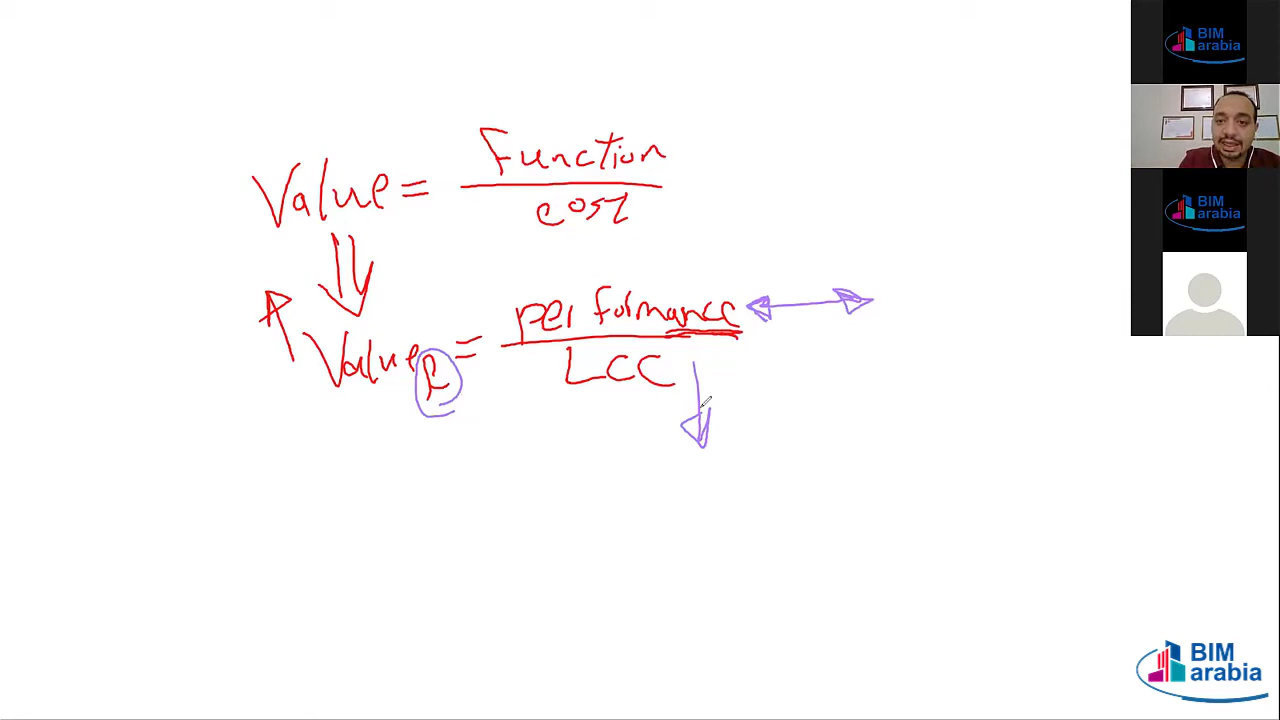 Value = Function
cost
Value R = performance
LCC
BIM
arabia
BIM
arabia
BIM
arabia